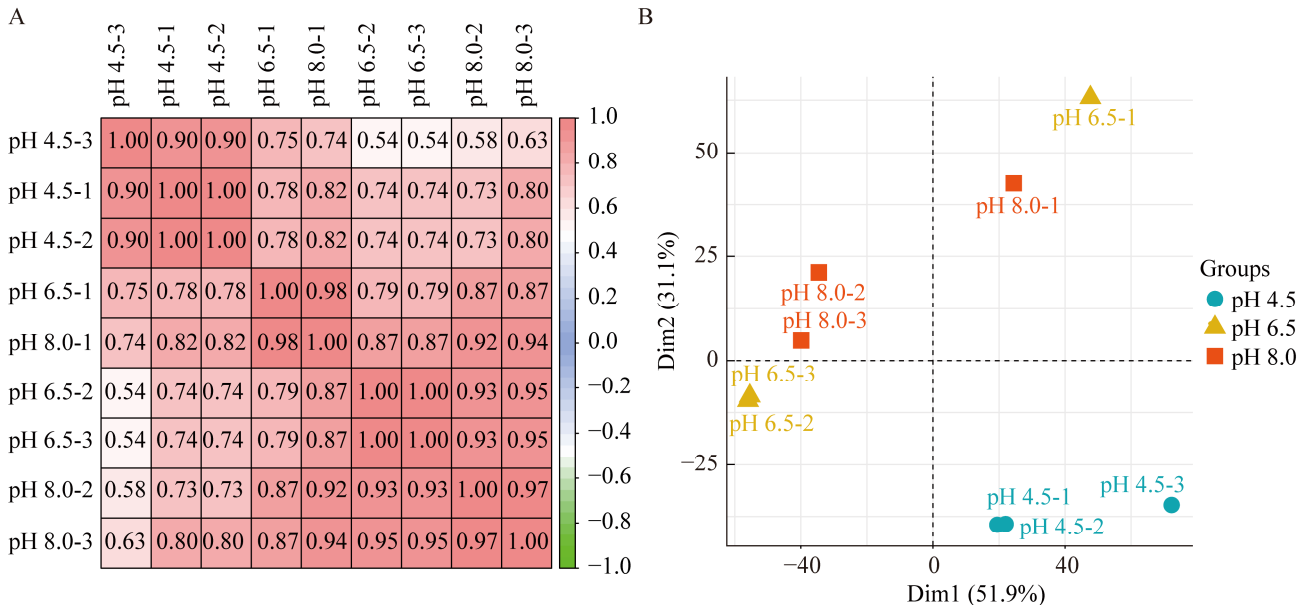 A
pH 4.5-3 pH 4.5-1 pH 4.5-2 pH 6.5-1 pH 8.0-1 pH 6.5-2 pH 6.5-3 pH 8.0-2 pH 8.0-3
pH 4.5-3 1.00 0.90 0.90 0.75 0.74 0.54 0.54 0.58 0.63
pH 4.5-1 0.90 1.00 1.00 0.78 0.82 0.74 0.74 0.73 0.80
pH 4.5-2 0.90 1.00 1.00 0.78 0.82 0.74 0.74 0.73 0.80
pH 6.5-1 0.75 0.78 0.78 1.00 0.98 0.79 0.79 0.87 0.87
pH 8.0-1 0.74 0.82 0.82 0.98 1.00 0.87 0.87 0.92 0.94
pH 6.5-2 0.54 0.74 0.74 0.79 0.87 1.00 1.00 0.93 0.95
pH 6.5-3 0.54 0.74 0.74 0.79 0.87 1.00 1.00 0.93 0.95
pH 8.0-2 0.58 0.73 0.73 0.87 0.92 0.93 0.93 1.00 0.97
pH 8.0-3 0.63 0.80 0.80 0.87 0.94 0.95 0.95 0.97 1.00
1.0
0.8
0.6
0.4
0.2
0.0
−0.2
−0.4
−0.6
−0.8
−1.0
B
Dim2 (31.1%)
50
25
0
−25
pH 6.5-1
pH 8.0-1
pH 8.0-2
pH 8.0-3
pH 6.5-3
pH 6.5-2
pH 4.5-1
pH 4.5-3
pH 4.5-2
−40 0 40
Dim1 (51.9%)
Groups
pH 4.5
pH 6.5
pH 8.0